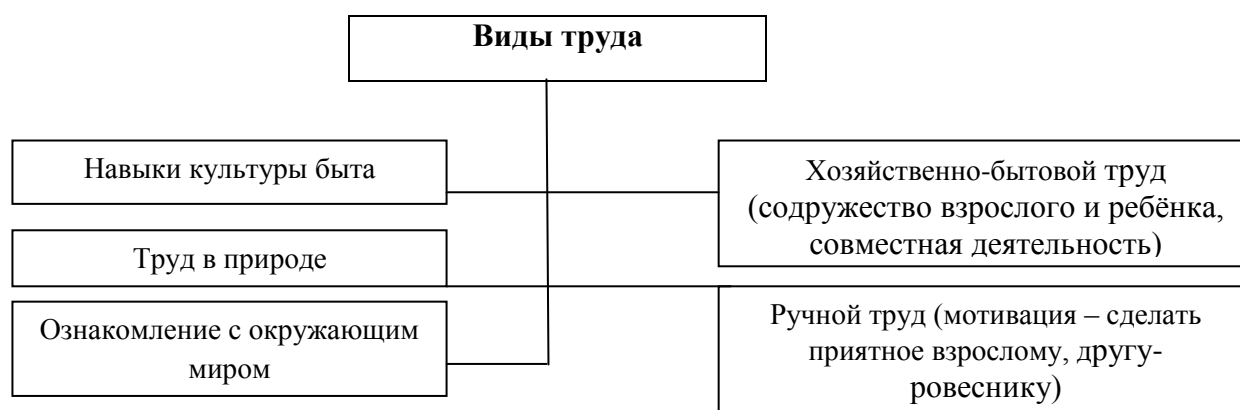 Виды труда
Навыки культуры быта
Хозяйственно-бытовой труд
(содружество взрослого и ребёнка,
совместная деятельность)
Труд в природе
Ознакомление с окружающим
миром
Ручной труд (мотивация – сделать
приятное взрослому, другу-
ровеснику)